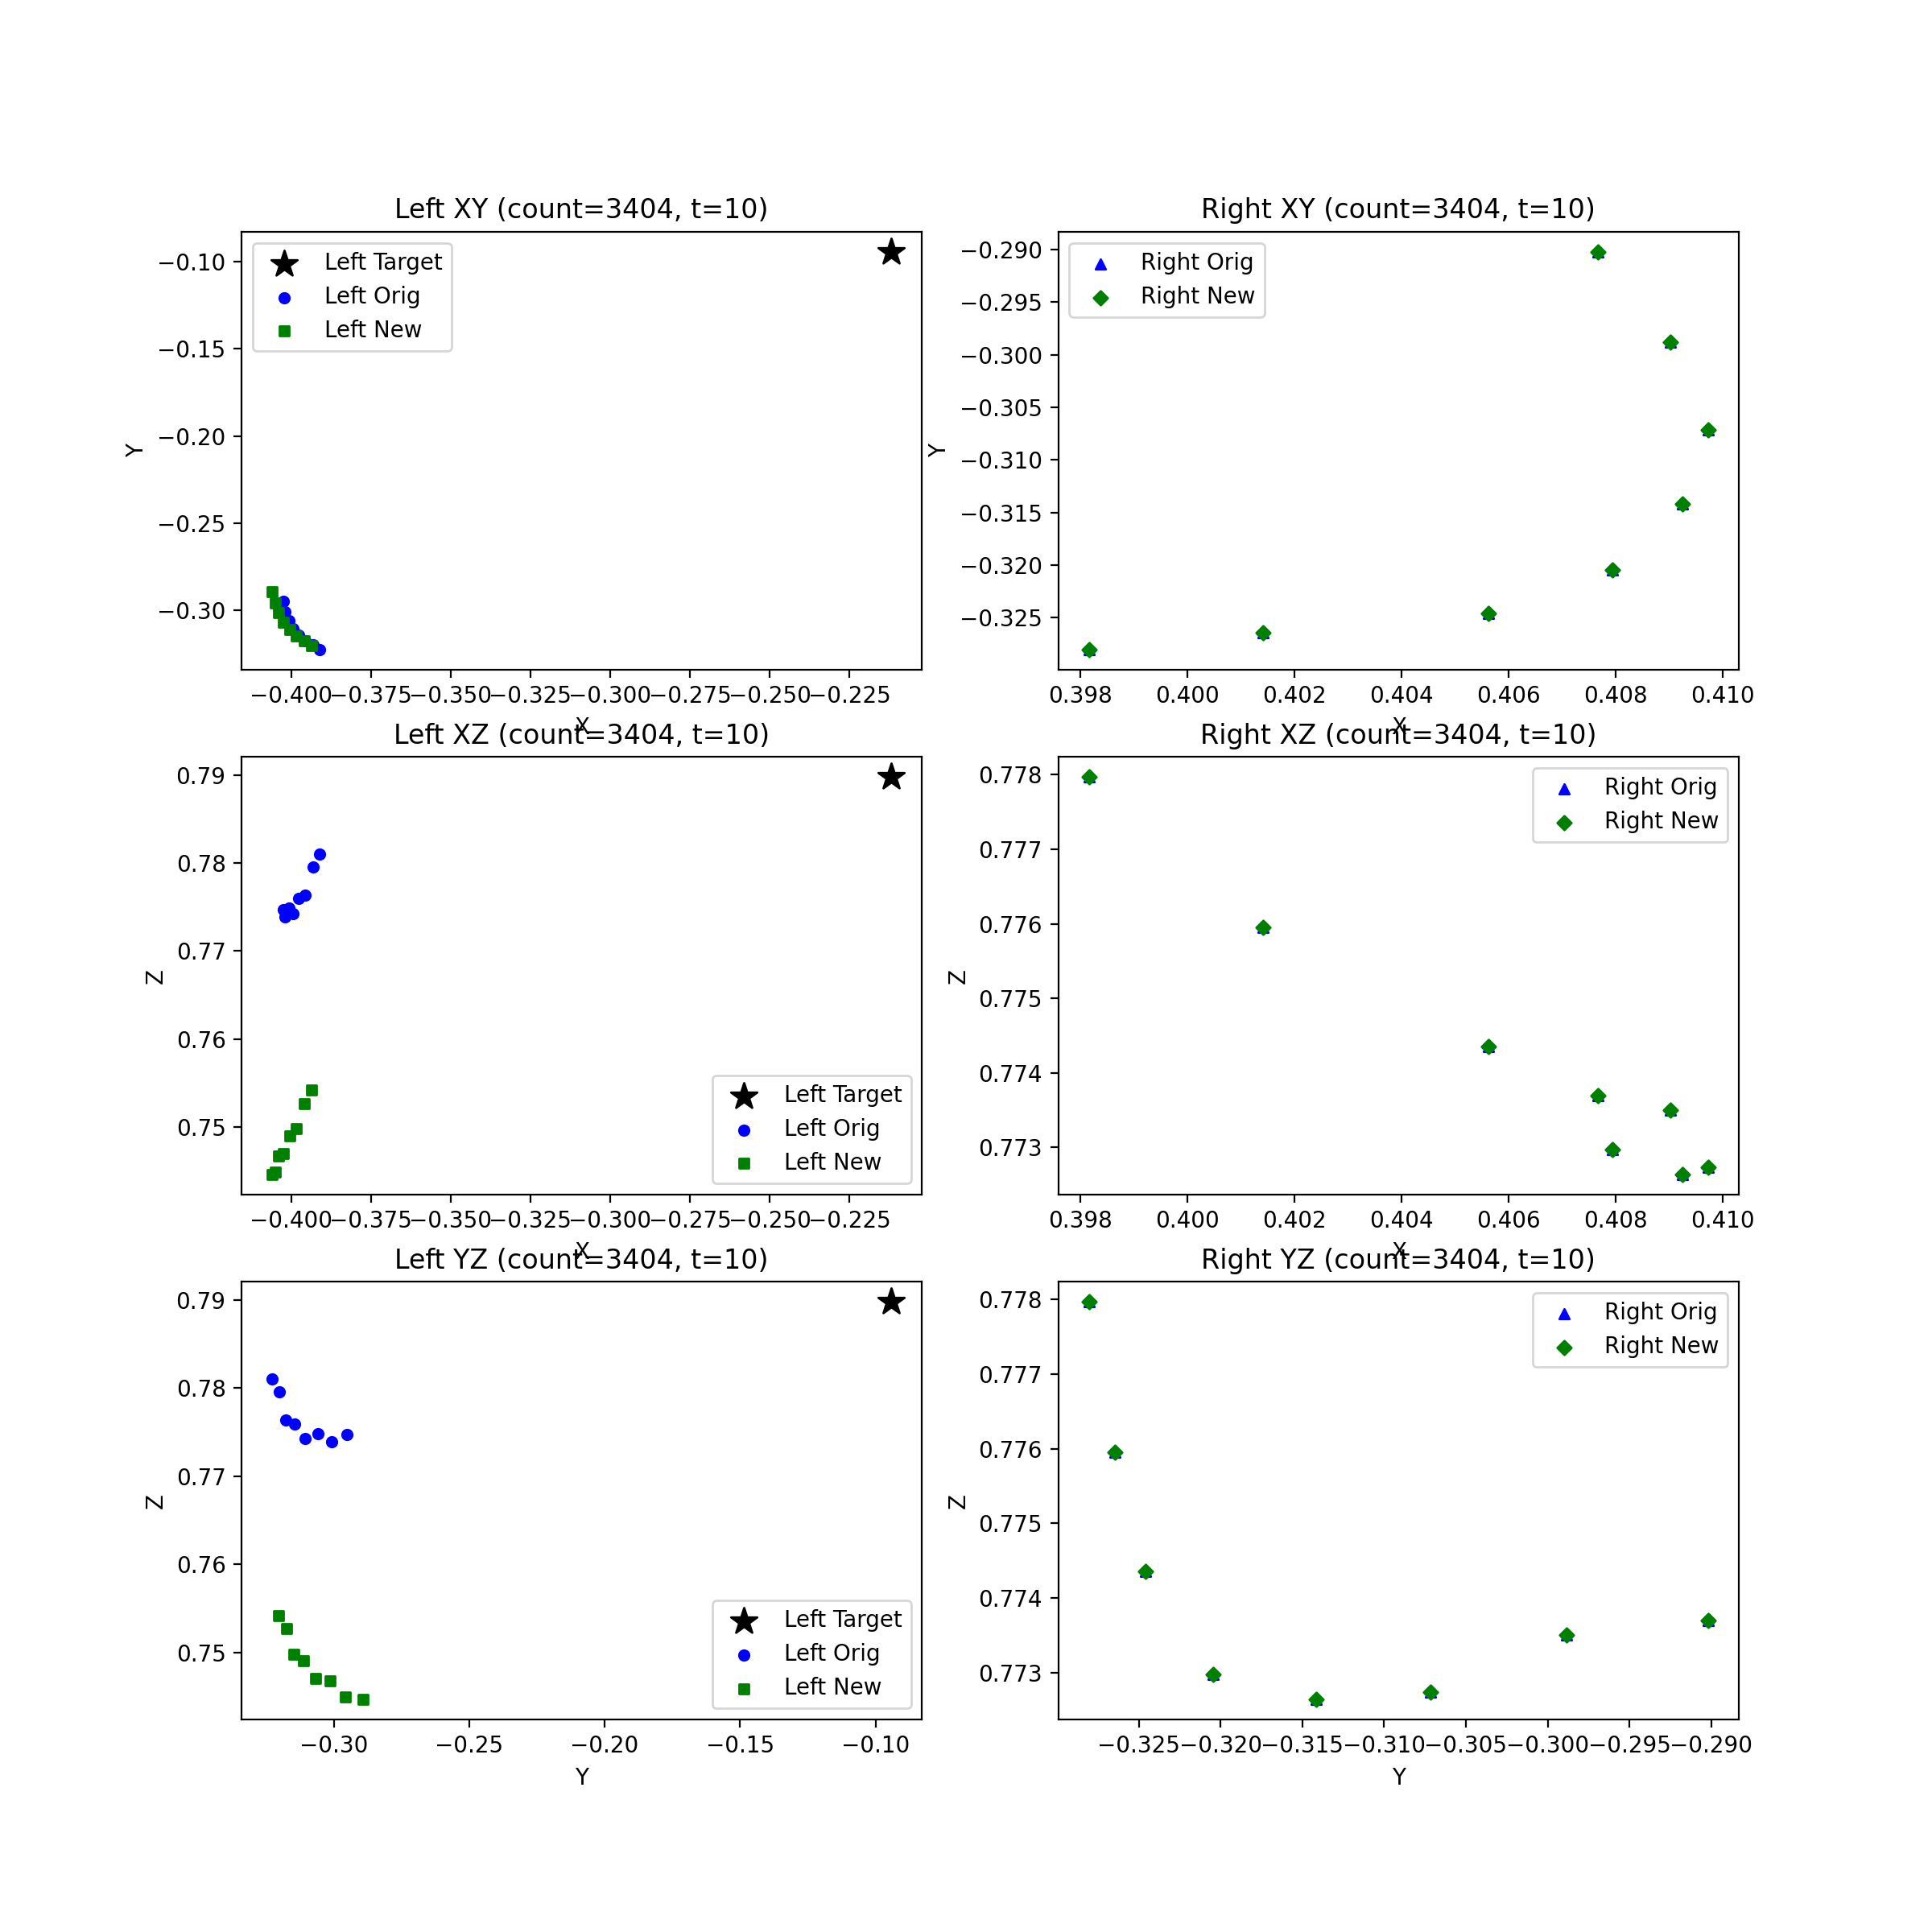 Left XY (count=3404, t=10)
Left Target
Left Orig
Left New
−0.10
−0.15
−0.20
−0.25
−0.30
Y
−0.400 −0.375 −0.350 −0.325 −0.300 −0.275 −0.250 −0.225
X
Right XY (count=3404, t=10)
Right Orig
Right New
−0.290
−0.295
−0.300
−0.305
−0.310
−0.315
−0.320
−0.325
Y
0.398 0.400 0.402 0.404 0.406 0.408 0.410
X
Left XZ (count=3404, t=10)
0.79
0.78
0.77
0.76
0.75
Z
Left Target
Left Orig
Left New
−0.400 −0.375 −0.350 −0.325 −0.300 −0.275 −0.250 −0.225
X
Right XZ (count=3404, t=10)
Right Orig
Right New
0.778
0.777
0.776
0.775
0.774
0.773
Z
0.398 0.400 0.402 0.404 0.406 0.408 0.410
X
Left YZ (count=3404, t=10)
0.79
0.78
0.77
0.76
0.75
Z
Left Target
Left Orig
Left New
−0.30 −0.25 −0.20 −0.15 −0.10
Y
Right YZ (count=3404, t=10)
Right Orig
Right New
0.778
0.777
0.776
0.775
0.774
0.773
Z
−0.325 −0.320 −0.315 −0.310 −0.305 −0.300 −0.295 −0.290
Y